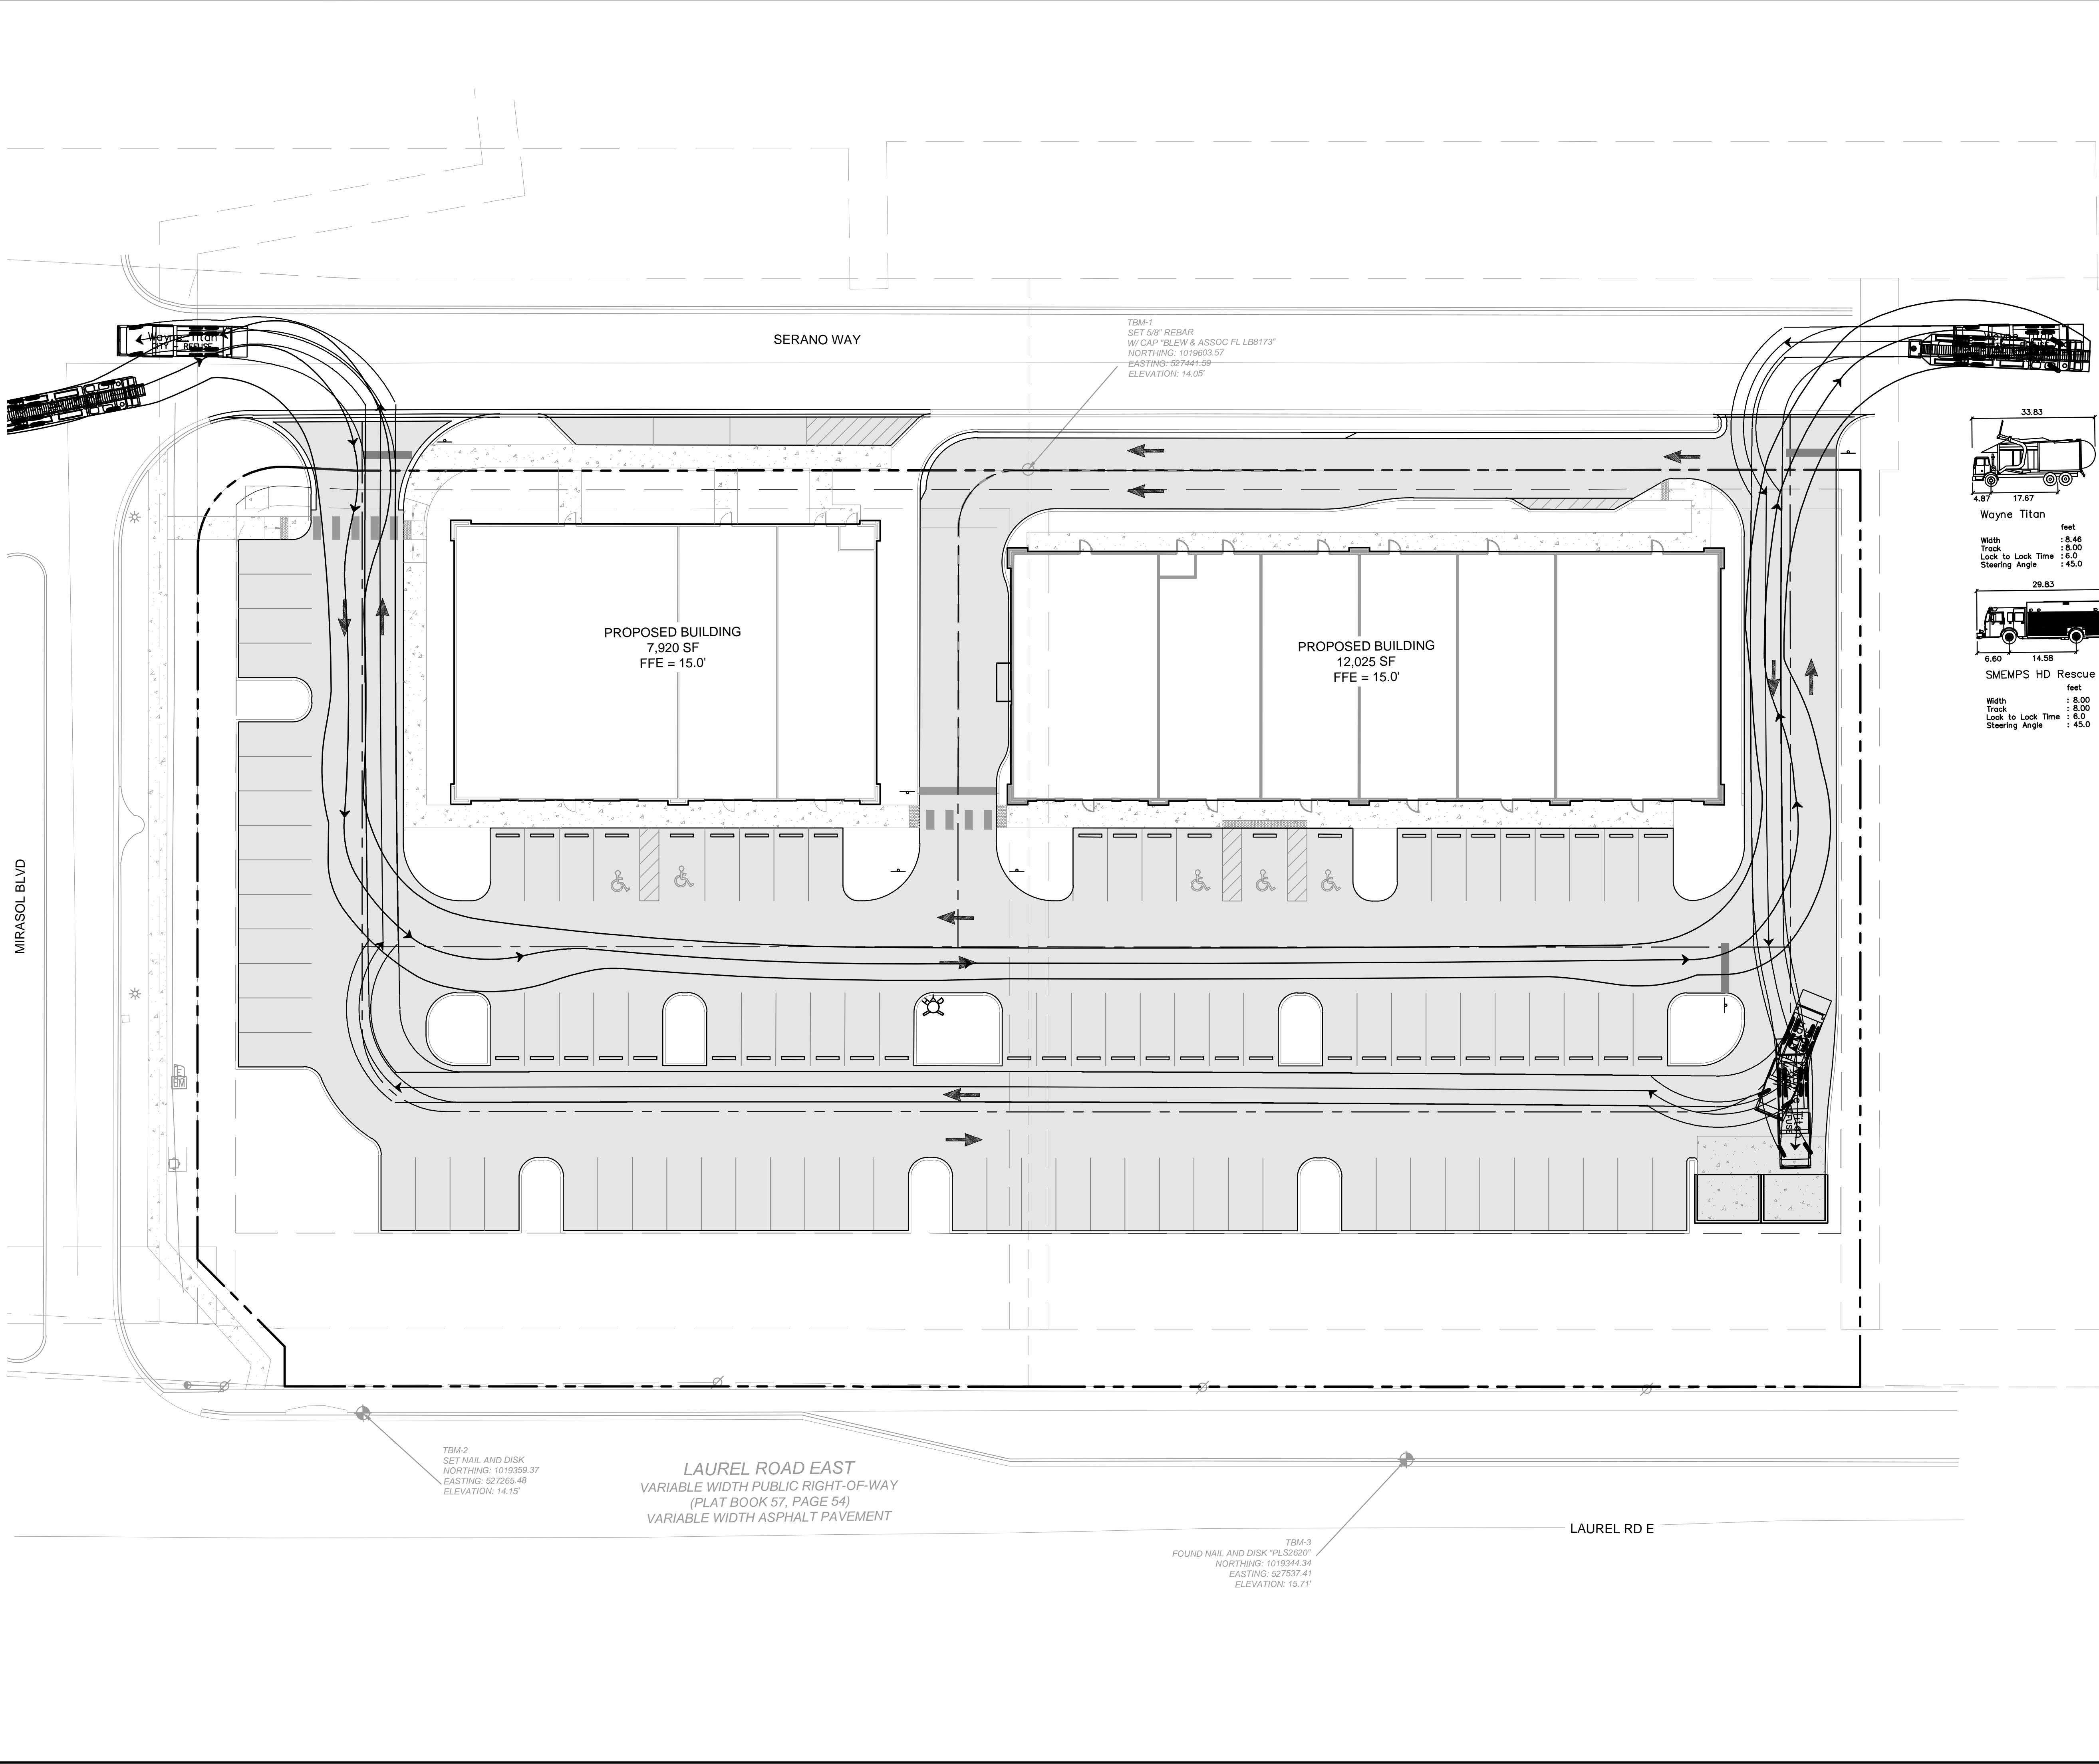 SERANO WAY
TBM-1
SET 5/8" REBAR
W/ CAP "BLEW & ASSOC FL LB8173"
NORTHING: 1019603.57
EASTING: 527441.59
ELEVATION: 14.05'
Wayne Titan
CITY - REFUSE
33.83
4.87
17.67
Wayne Titan
feet
Width : 8.46
Track : 8.00
Lock to Lock Time : 6.0
Steering Angle : 45.0
29.83
6.60
14.58
SMEMPS HD Rescue
feet
Width : 8.00
Track : 8.00
Lock to Lock Time : 6.0
Steering Angle : 45.0
PROPOSED BUILDING
7,920 SF
FFE = 15.0'
PROPOSED BUILDING
12,025 SF
FFE = 15.0'
MIRASOL BLVD
TBM-2
SET NAIL AND DISK
NORTHING: 1019359.37
EASTING: 527265.48
ELEVATION: 14.15'
LAUREL ROAD EAST
VARIABLE WIDTH PUBLIC RIGHT-OF-WAY
(PLAT BOOK 57, PAGE 54)
VARIABLE WIDTH ASPHALT PAVEMENT
LAUREL RD E
TBM-3
FOUND NAIL AND DISK "PLS2620"
NORTHING: 1019344.34
EASTING: 527537.41
ELEVATION: 15.71'